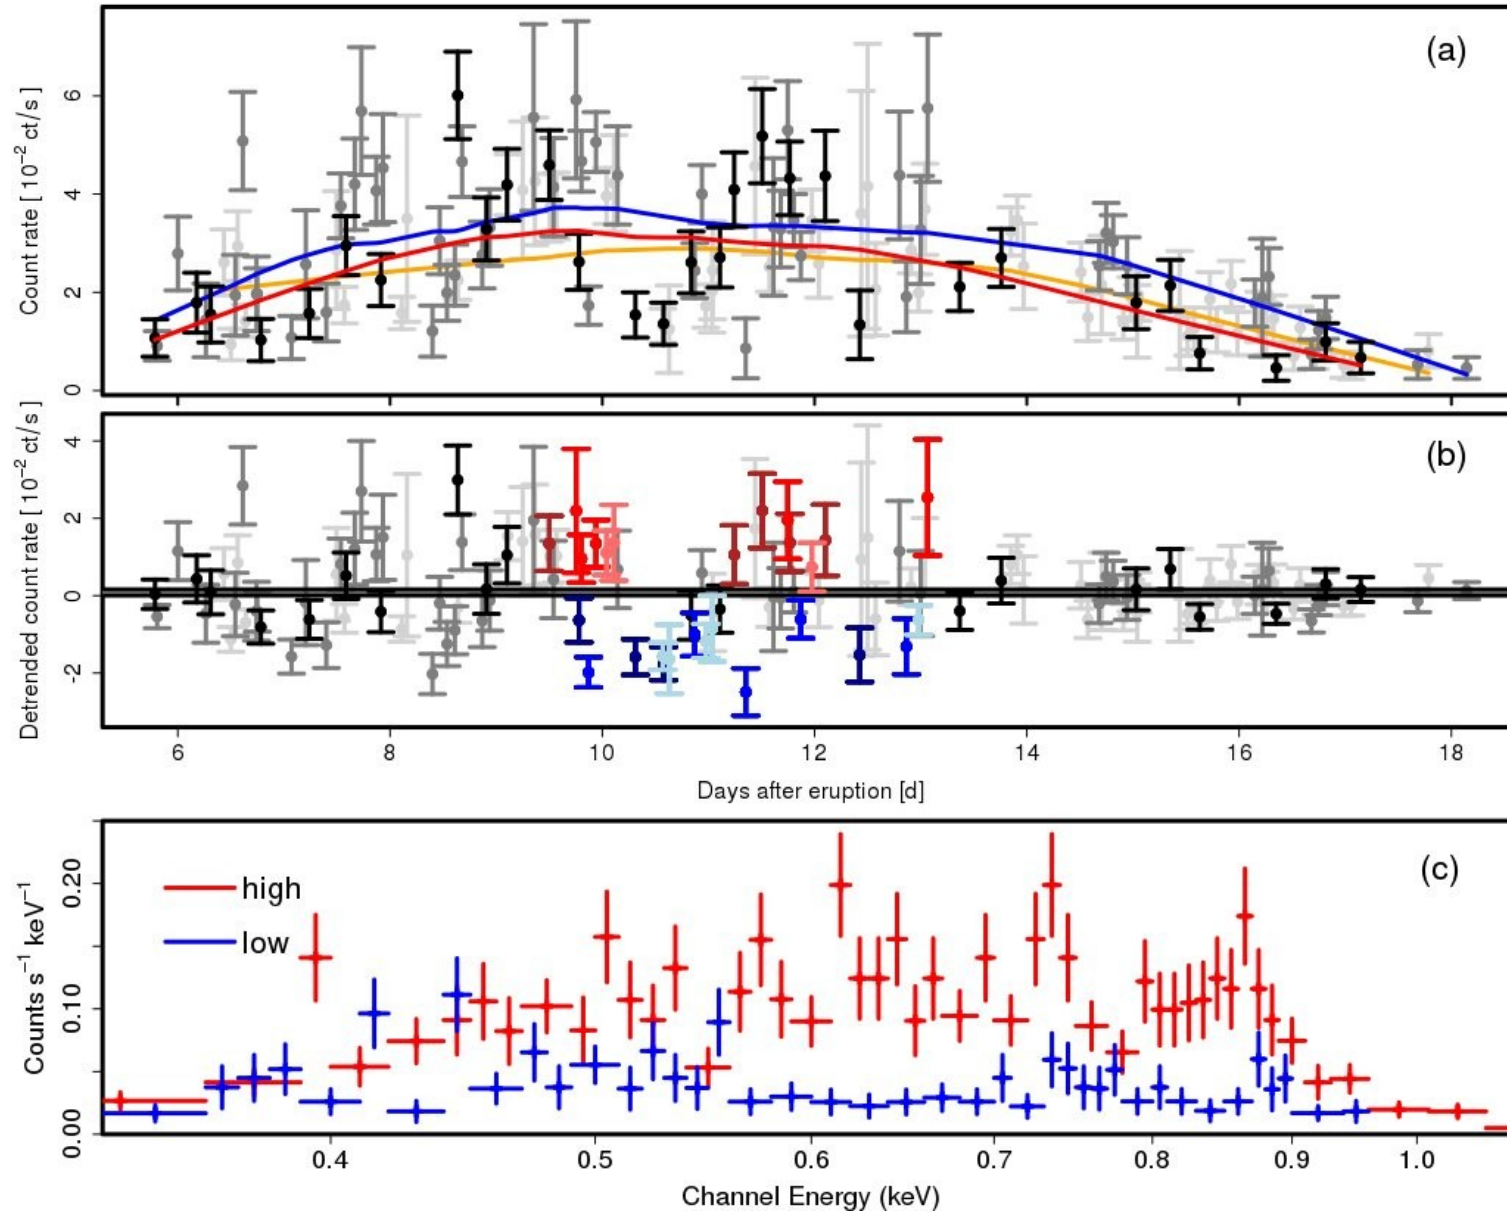 (a)
Count rate [ 10⁻² ct/s ]
6
4
2
0
6 8 10 12 14 16 18
(b)
Detrended count rate [ 10⁻² ct/s ]
4
2
0
-2
Days after eruption [d]
(c)
high
low
Counts s⁻¹ keV⁻¹
0.20
0.10
0.00
0.4 0.5 0.6 0.7 0.8 0.9 1.0
Channel Energy (keV)